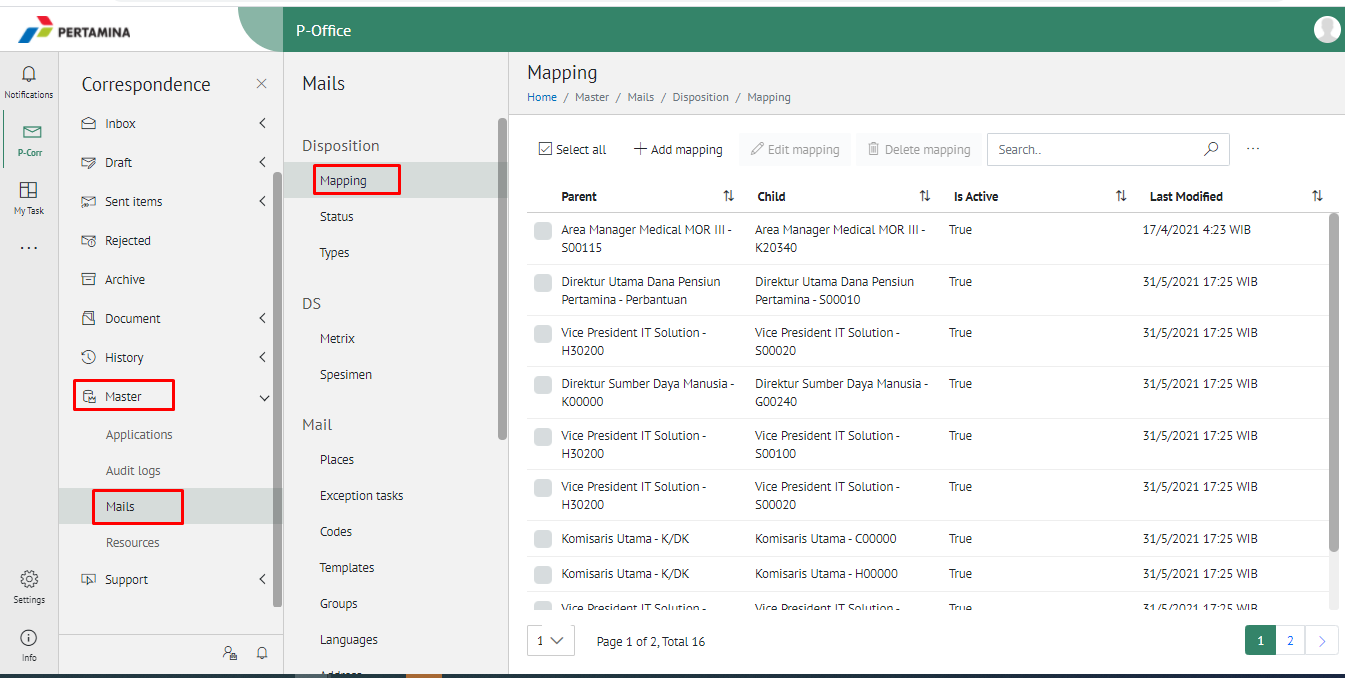 PERTAMINA
P-Office
Notifications
P-Corr
My Task
...
Settings
Info
Correspondence
Inbox
Draft
Sent items
Rejected
Archive
Document
History
Master
Applications
Audit logs
Mails
Resources
Support
Mails
Disposition
Mapping
Status
Types
DS
Metrix
Spesimen
Mail
Places
Exception tasks
Codes
Templates
Groups
Languages
Address
Mapping
Home / Master / Mails / Disposition / Mapping
Select all Add mapping Edit mapping Delete mapping Search.. ...
Parent Child Is Active Last Modified
Area Manager Medical MOR III - Area Manager Medical MOR III - True 17/4/2021 4:23 WIB
S00115 K20340
Direktur Utama Dana Pensiun Direktur Utama Dana Pensiun True 31/5/2021 17:25 WIB
Pertamina - Perbantuan Pertamina - S00010
Vice President IT Solution - Vice President IT Solution - True 31/5/2021 17:25 WIB
H30200 S00020
Direktur Sumber Daya Manusia - Direktur Sumber Daya Manusia - True 31/5/2021 17:25 WIB
K00000 G00240
Vice President IT Solution - Vice President IT Solution - True 31/5/2021 17:25 WIB
H30200 S00100
Vice President IT Solution - Vice President IT Solution - True 31/5/2021 17:25 WIB
H30200 S00020
Komisaris Utama - K/DK Komisaris Utama - C00000 True 31/5/2021 17:25 WIB
Komisaris Utama - K/DK Komisaris Utama - H00000 True 31/5/2021 17:25 WIB
Vice President IT Solution - Vice President IT Solution - True 31/5/2021 17:25 WIB
1 Page 1 of 2, Total 16 1 2